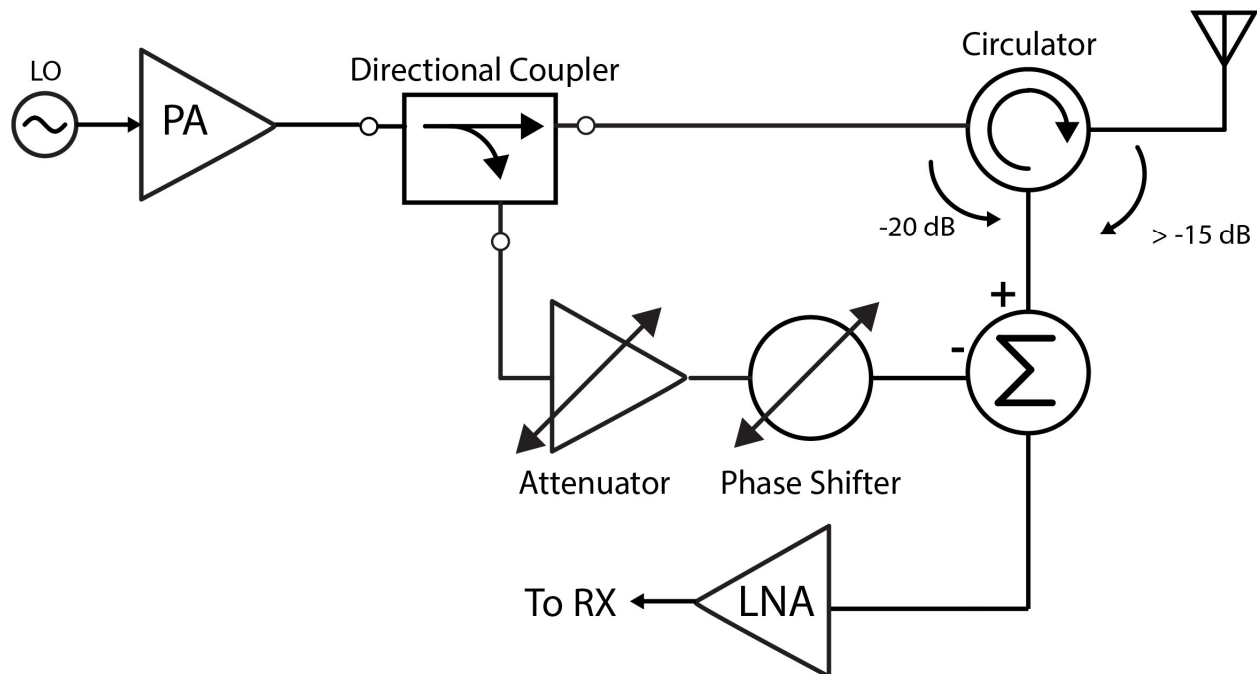 LO
PA
Directional Coupler
Circulator
-20 dB
> -15 dB
+
-
Σ
Attenuator
Phase Shifter
To RX
LNA